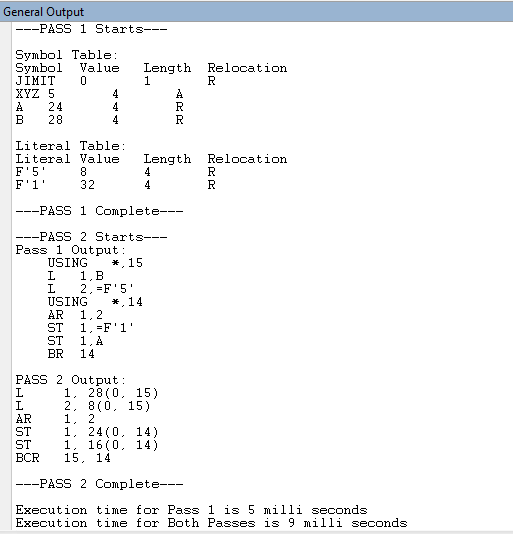 General Output
---PASS 1 Starts---
Symbol Table:
Symbol  Value   Length  Relocation
JIMIT   0       1       R
XYZ 5       4       A
A   24      4       R
B   28      4       R
Literal Table:
Literal Value   Length  Relocation
F'5'    8       4       R
F'1'    32      4       R
---PASS 1 Complete---
---PASS 2 Starts---
Pass 1 Output:
    USING   *,15
    L   1,B
    L   2,=F'5'
    USING   *,14
    AR  1,2
    ST  1,=F'1'
    ST  1,A
    BR  14
PASS 2 Output:
L     1, 28(0, 15)
L     2, 8(0, 15)
AR    1, 2
ST    1, 24(0, 14)
ST    1, 16(0, 14)
BCR   15, 14
---PASS 2 Complete---
Execution time for Pass 1 is 5 milli seconds
Execution time for Both Passes is 9 milli seconds